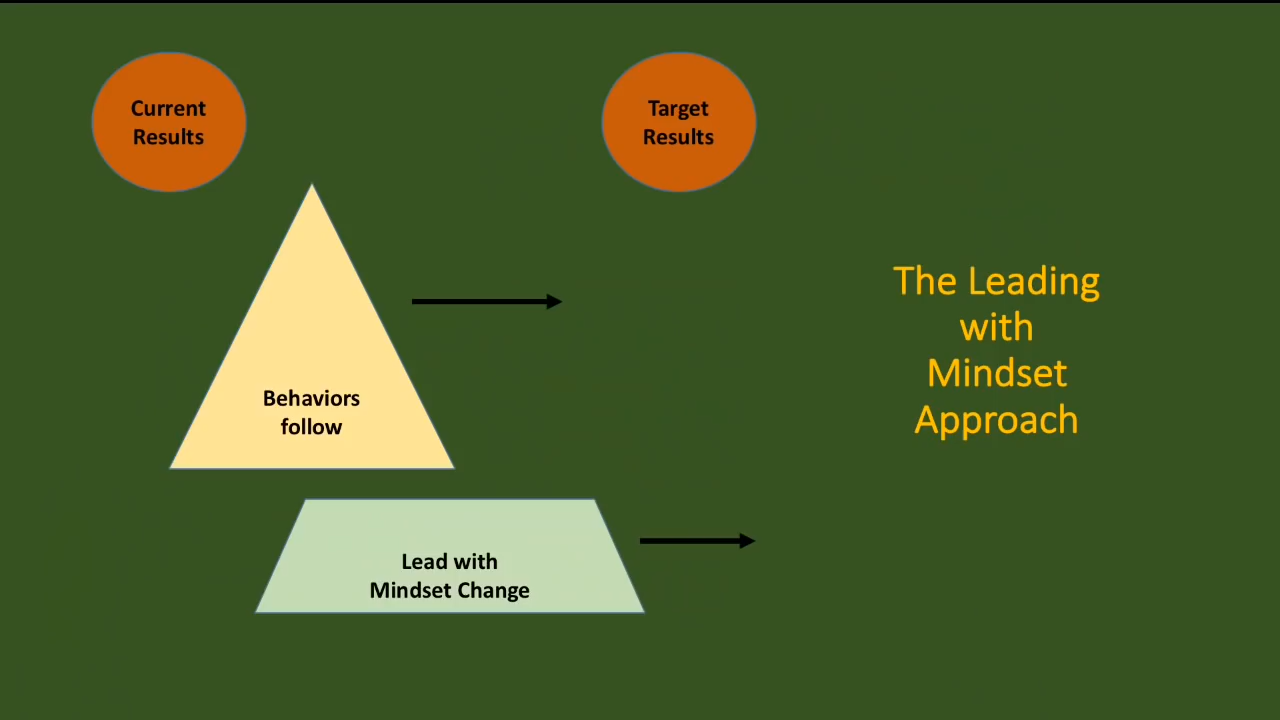 Current
Results
Target
Results
The Leading
with
Mindset
Approach
Behaviors
follow
Lead with
Mindset Change